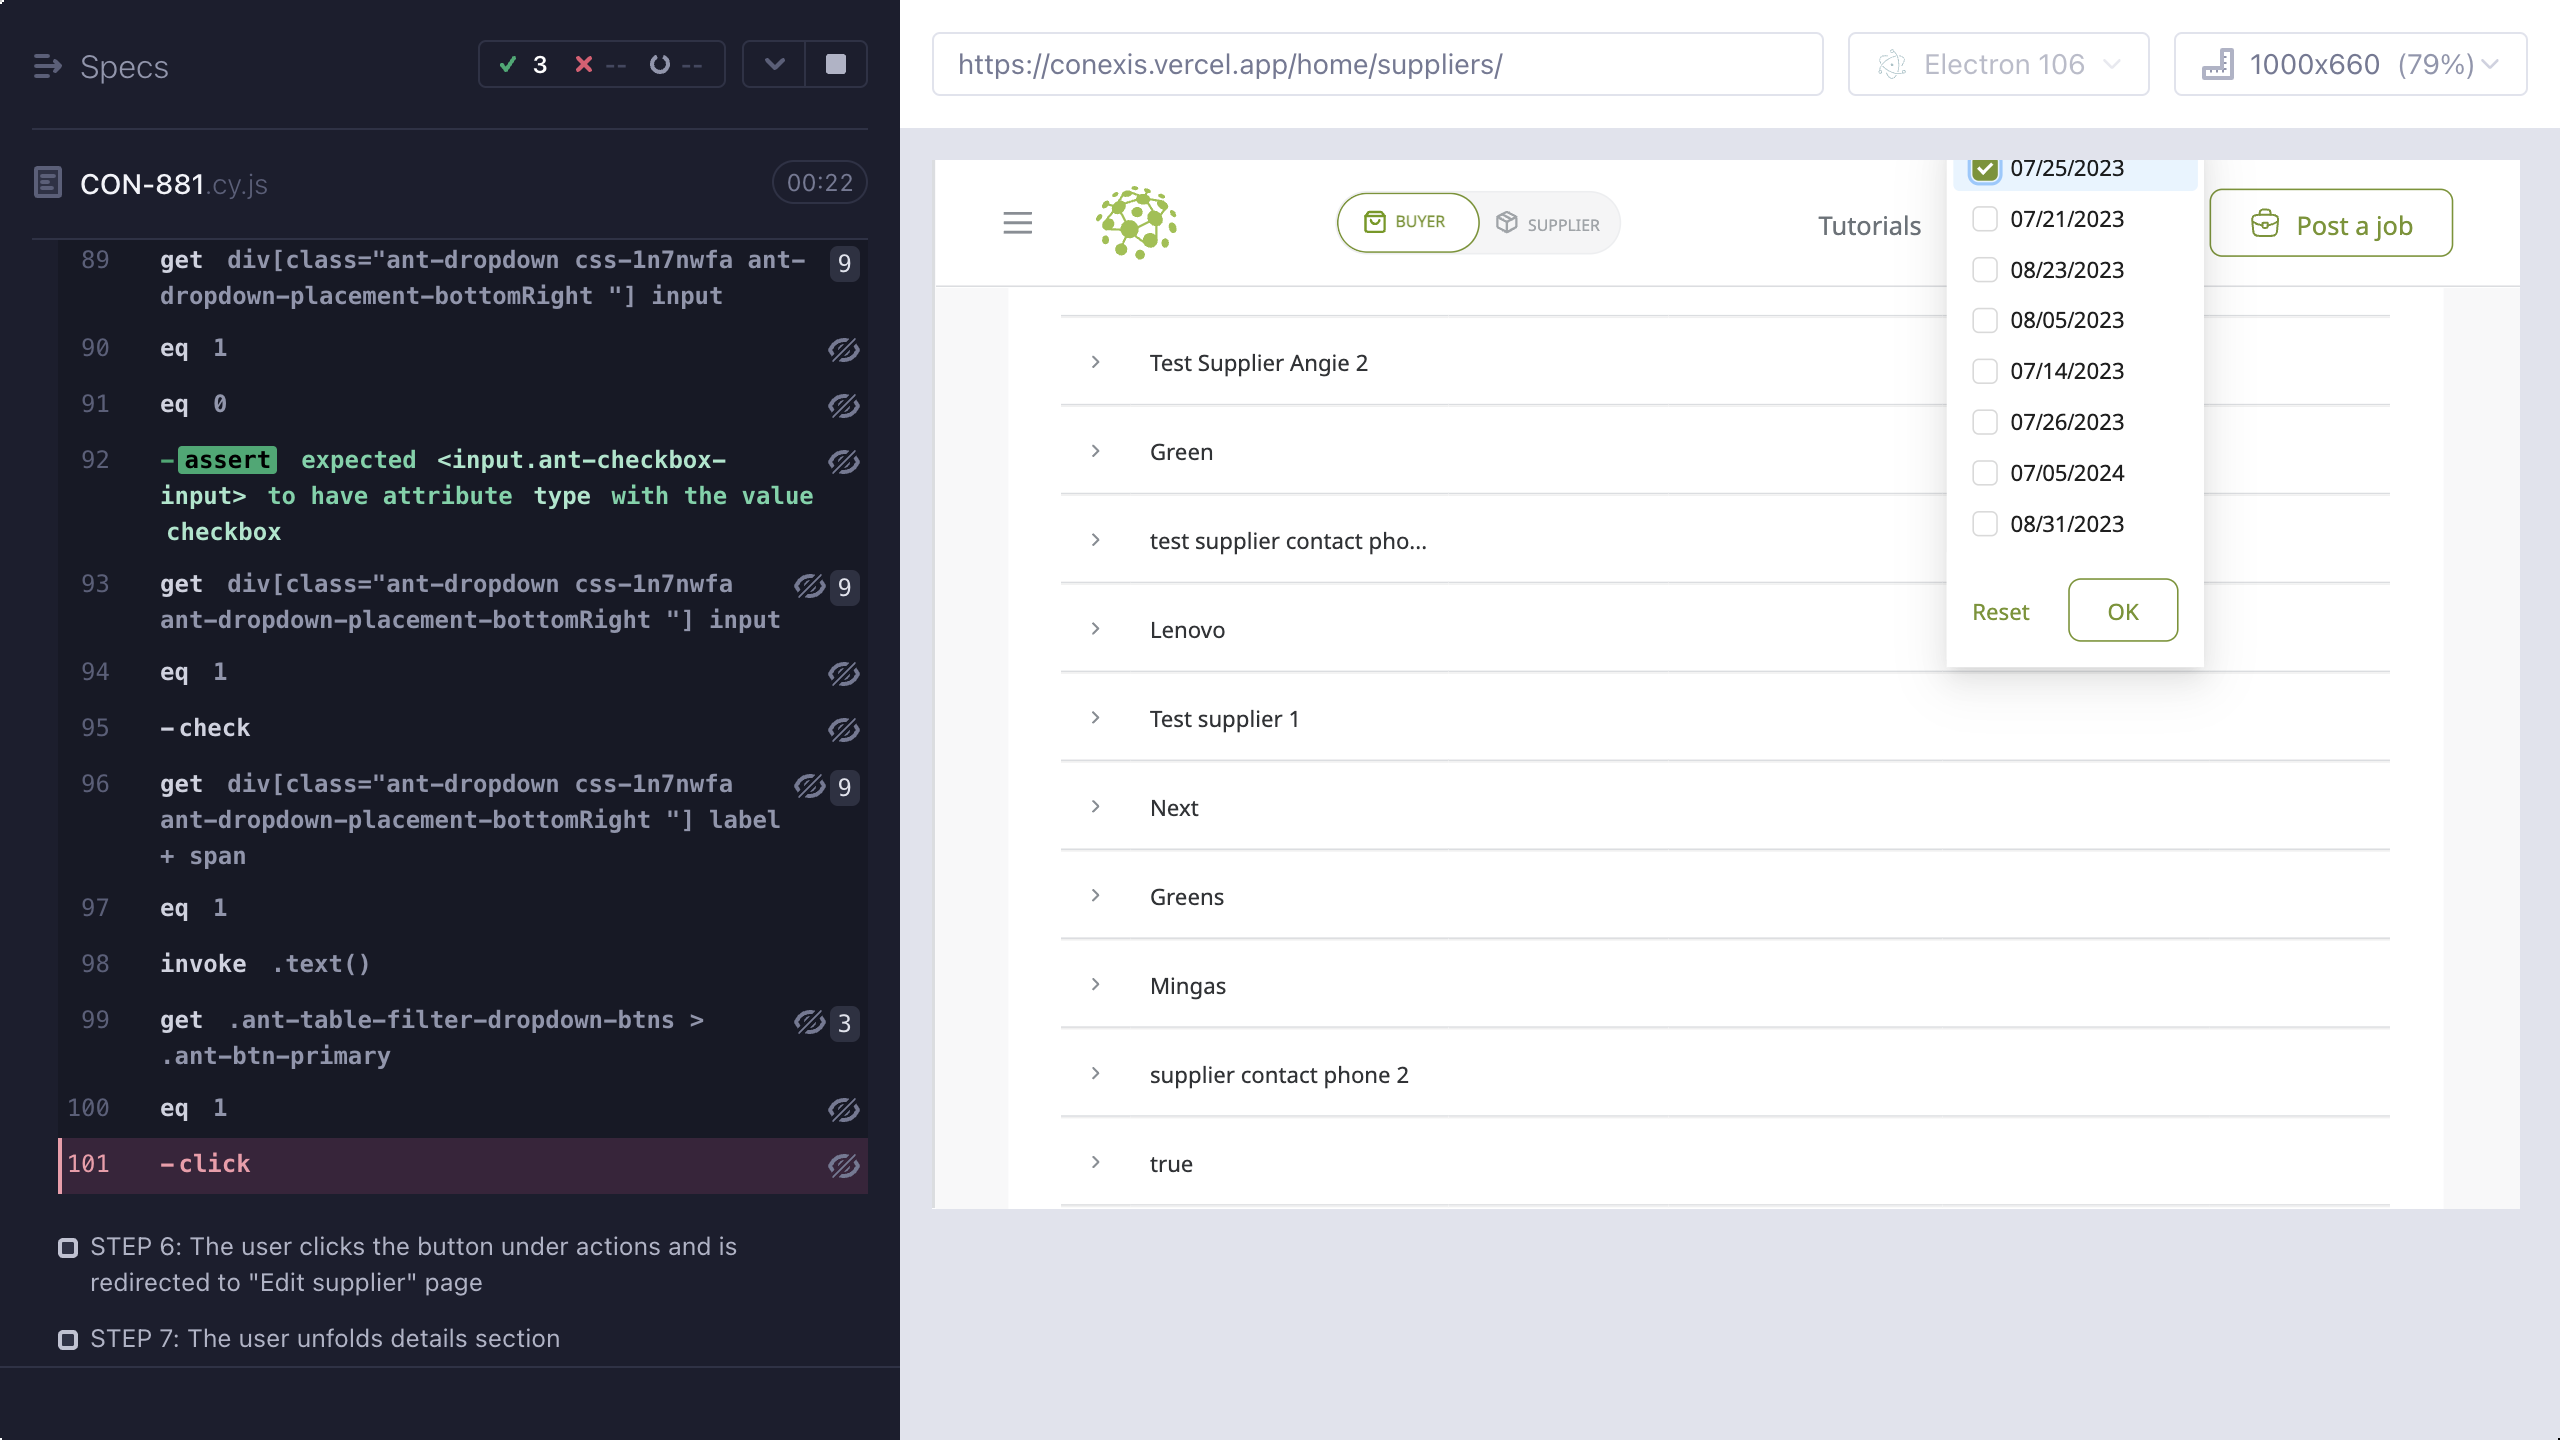 Specs
3 -- --
CON-881.cy.js
00:22
89 get div[class="ant-dropdown css-1n7nwfa ant- 9
dropdown-placement-bottomRight "] input
90 eq 1
91 eq 0
92 -assert expected <input.ant-checkbox-
input> to have attribute type with the value
checkbox
93 get div[class="ant-dropdown css-1n7nwfa 9
ant-dropdown-placement-bottomRight "] input
94 eq 1
95 -check
96 get div[class="ant-dropdown css-1n7nwfa 9
ant-dropdown-placement-bottomRight "] label
+ span
97 eq 1
98 invoke .text()
99 get .ant-table-filter-dropdown-btns > 3
.ant-btn-primary
100 eq 1
101 -click
STEP 6: The user clicks the button under actions and is
redirected to "Edit supplier" page
STEP 7: The user unfolds details section
https://conexis.vercel.app/home/suppliers/
Electron 106
1000x660 (79%)
BUYER
SUPPLIER
Tutorials
Post a job
07/25/2023
07/21/2023
08/23/2023
08/05/2023
07/14/2023
07/26/2023
07/05/2024
08/31/2023
Reset
OK
Test Supplier Angie 2
Green
test supplier contact pho...
Lenovo
Test supplier 1
Next
Greens
Mingas
supplier contact phone 2
true